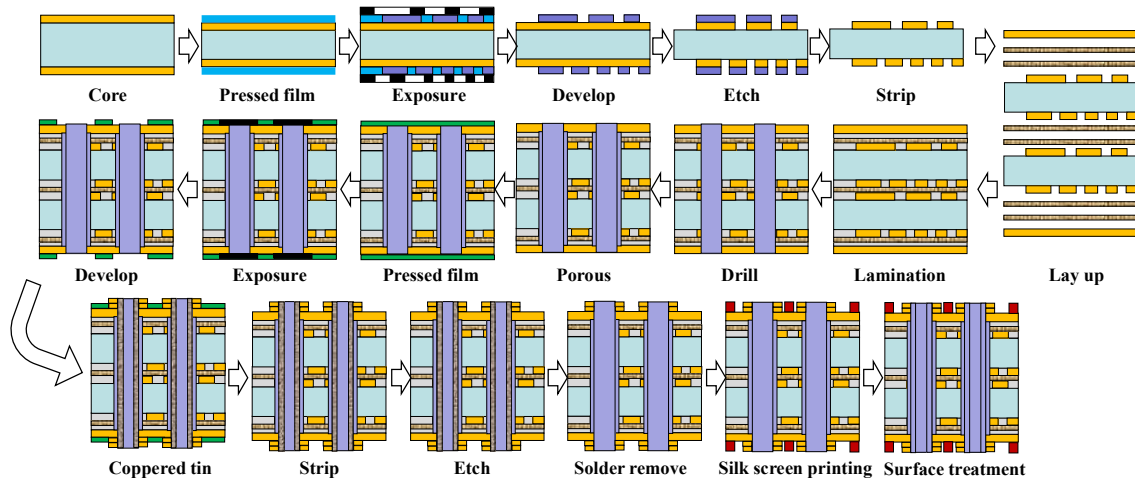 Core
Pressed film
Exposure
Develop
Etch
Strip
Develop
Exposure
Pressed film
Porous
Drill
Lamination
Lay up
Coppered tin
Strip
Etch
Solder remove
Silk screen printing
Surface treatment